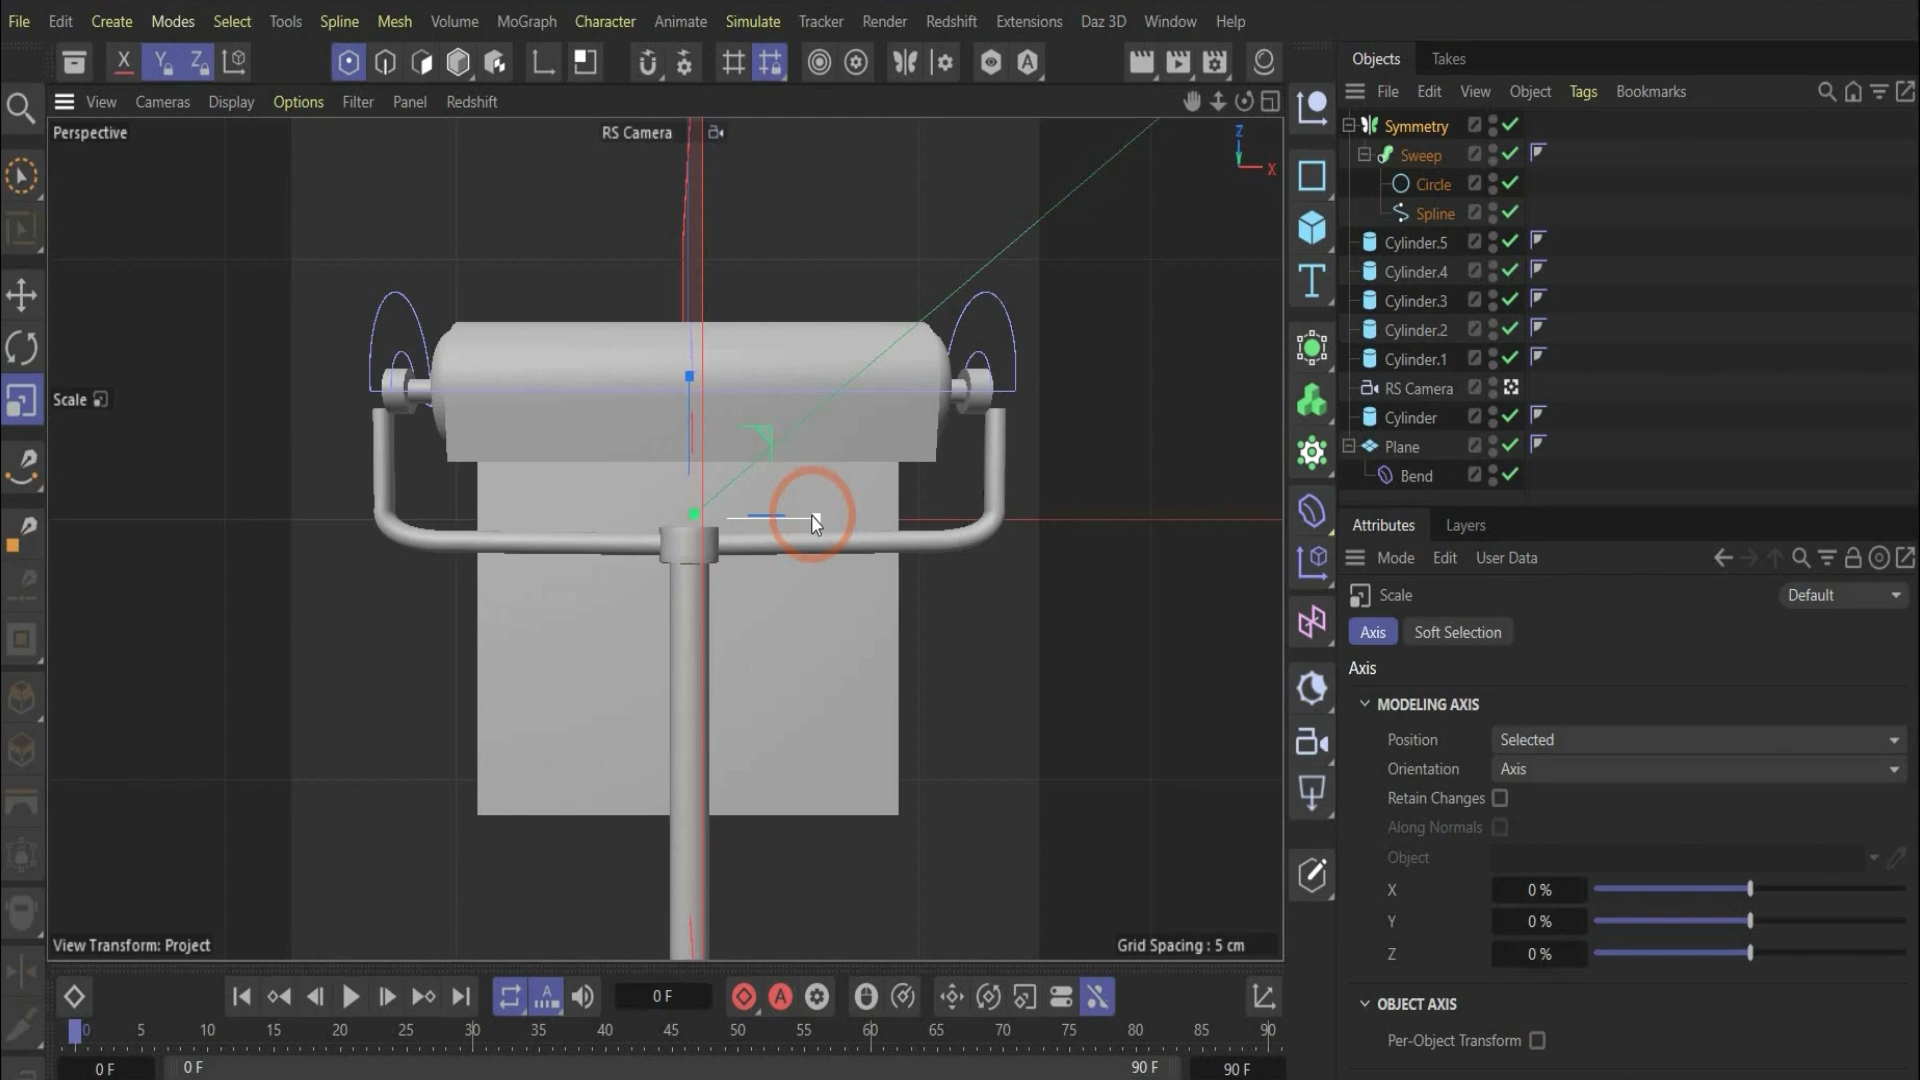 File Edit Create Modes Select Tools Spline Mesh Volume MoGraph Character Animate Simulate Tracker Render Redshift Extensions Daz 3D Window Help
X Y Z
Objects Takes
File Edit View Object Tags Bookmarks
View Cameras Display Options Filter Panel Redshift
Perspective
RS Camera
Z
X
Scale
View Transform: Project
Grid Spacing : 5 cm
Symmetry
Sweep
Circle
Spline
Cylinder.5
Cylinder.4
Cylinder.3
Cylinder.2
Cylinder.1
RS Camera
Cylinder
Plane
Bend
Attributes Layers
Mode Edit User Data
Scale
Default
Axis Soft Selection
Axis
MODELING AXIS
Position Selected
Orientation Axis
Retain Changes
Along Normals
Object
X 0 %
Y 0 %
Z 0 %
OBJECT AXIS
Per-Object Transform
A 0 F A
0 5 10 15 20 25 30 35 40 45 50 55 60 65 70 75 80 85 90
0 F 0 F 90 F 90 F